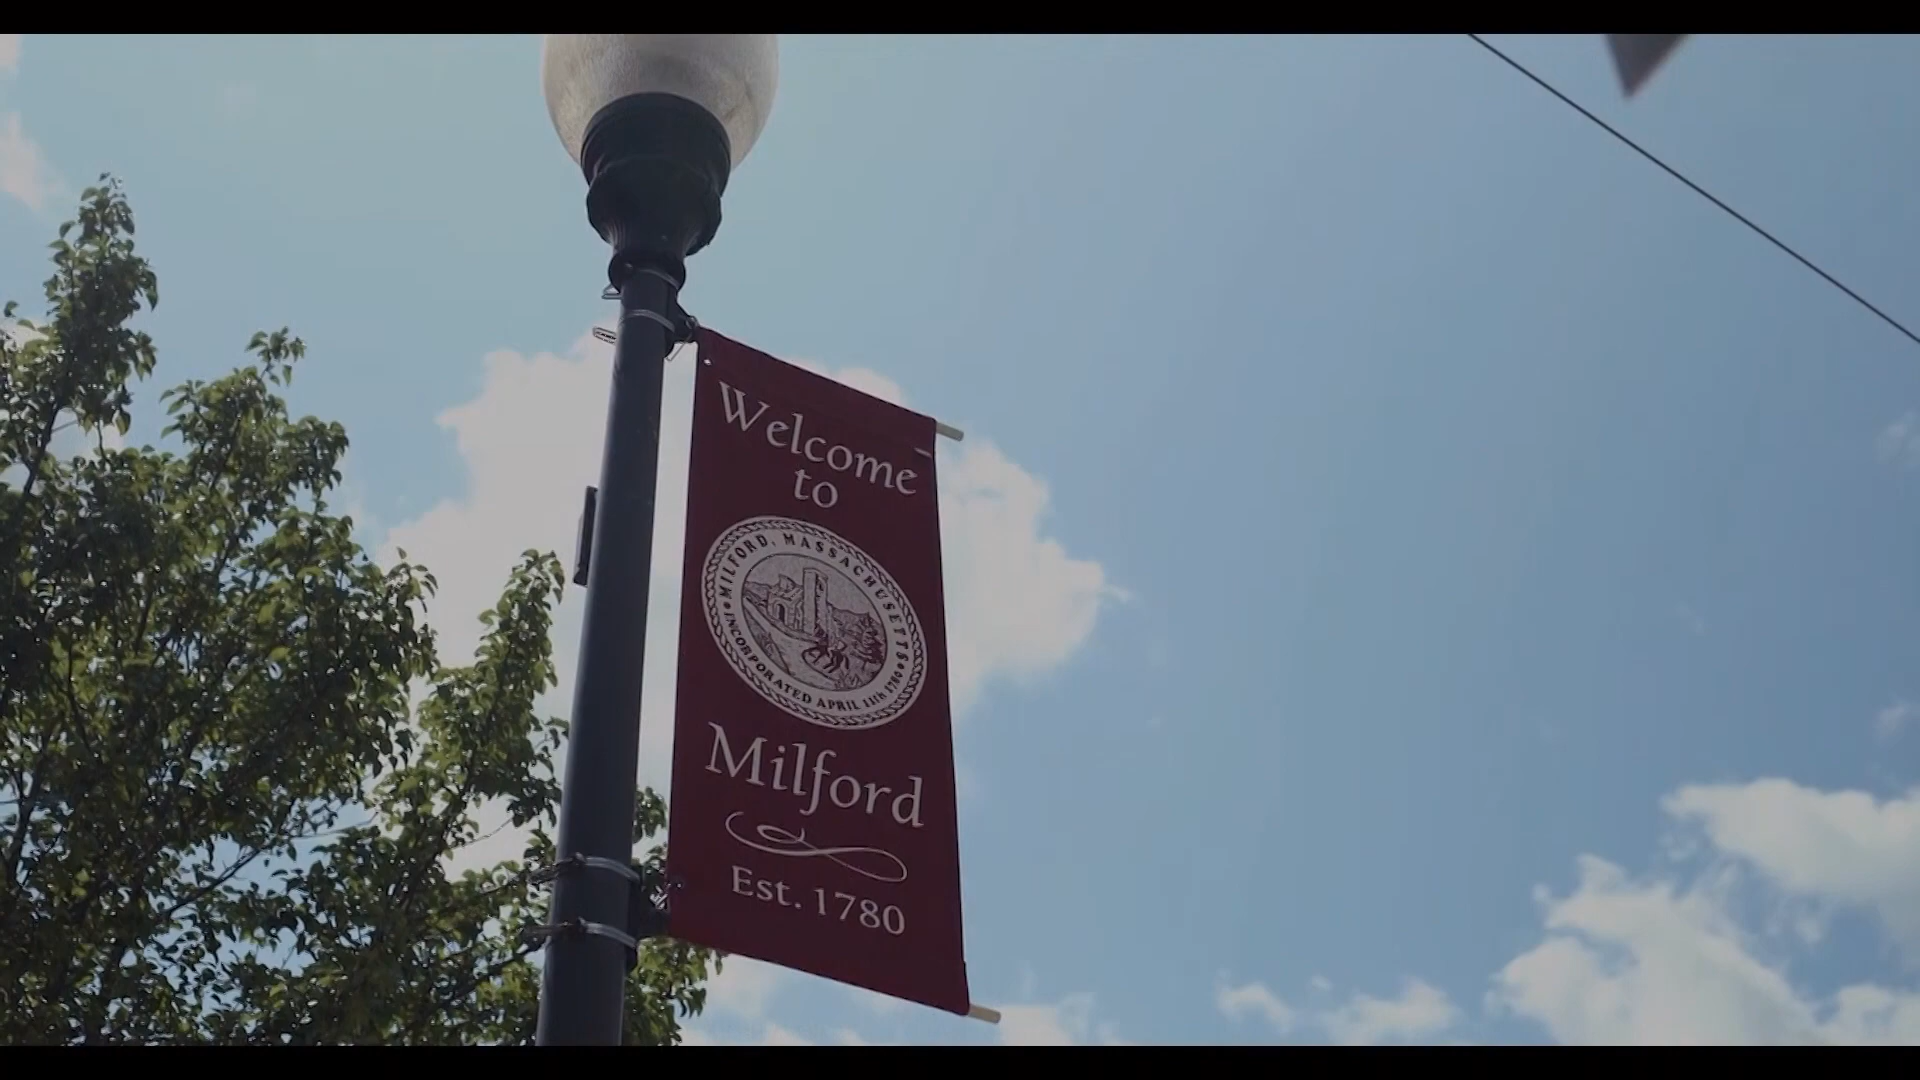 Welcome
to
MILFORD, MASSACHUSETTS
INCORPORATED APRIL 11th 1780
Milford
Est. 1780